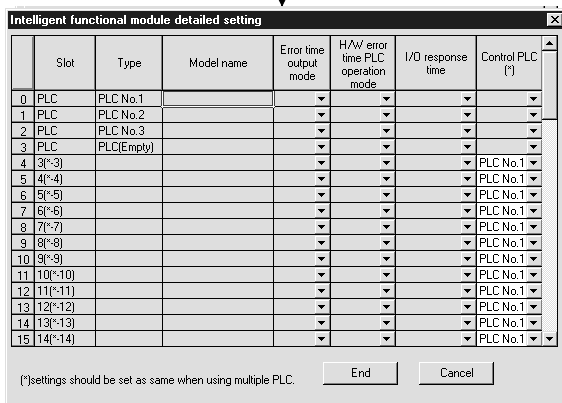 Intelligent functional module detailed setting
Slot Type Model name Error time output mode H/W error time PLC operation mode I/O response time Control PLC (*)
0 PLC PLC No.1
1 PLC PLC No.2
2 PLC PLC No.3
3 PLC PLC(Empty)
4 3(*-3) PLC No.1
5 4(*-4) PLC No.1
6 5(*-5) PLC No.1
7 6(*-6) PLC No.1
8 7(*-7) PLC No.1
9 8(*-8) PLC No.1
10 9(*-9) PLC No.1
11 10(*-10) PLC No.1
12 11(*-11) PLC No.1
13 12(*-12) PLC No.1
14 13(*-13) PLC No.1
15 14(*-14) PLC No.1
(*)settings should be set as same when using multiple PLC. End Cancel